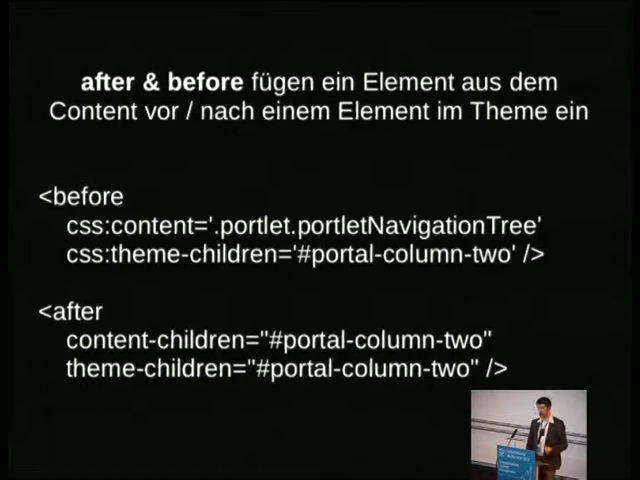 after & before fügen ein Element aus dem
Content vor / nach einem Element im Theme ein
<before
css:content='.portlet.portletNavigationTree'
css:theme-children='#portal-column-two' />
<after
content-children="#portal-column-two"
theme-children="#portal-column-two" />